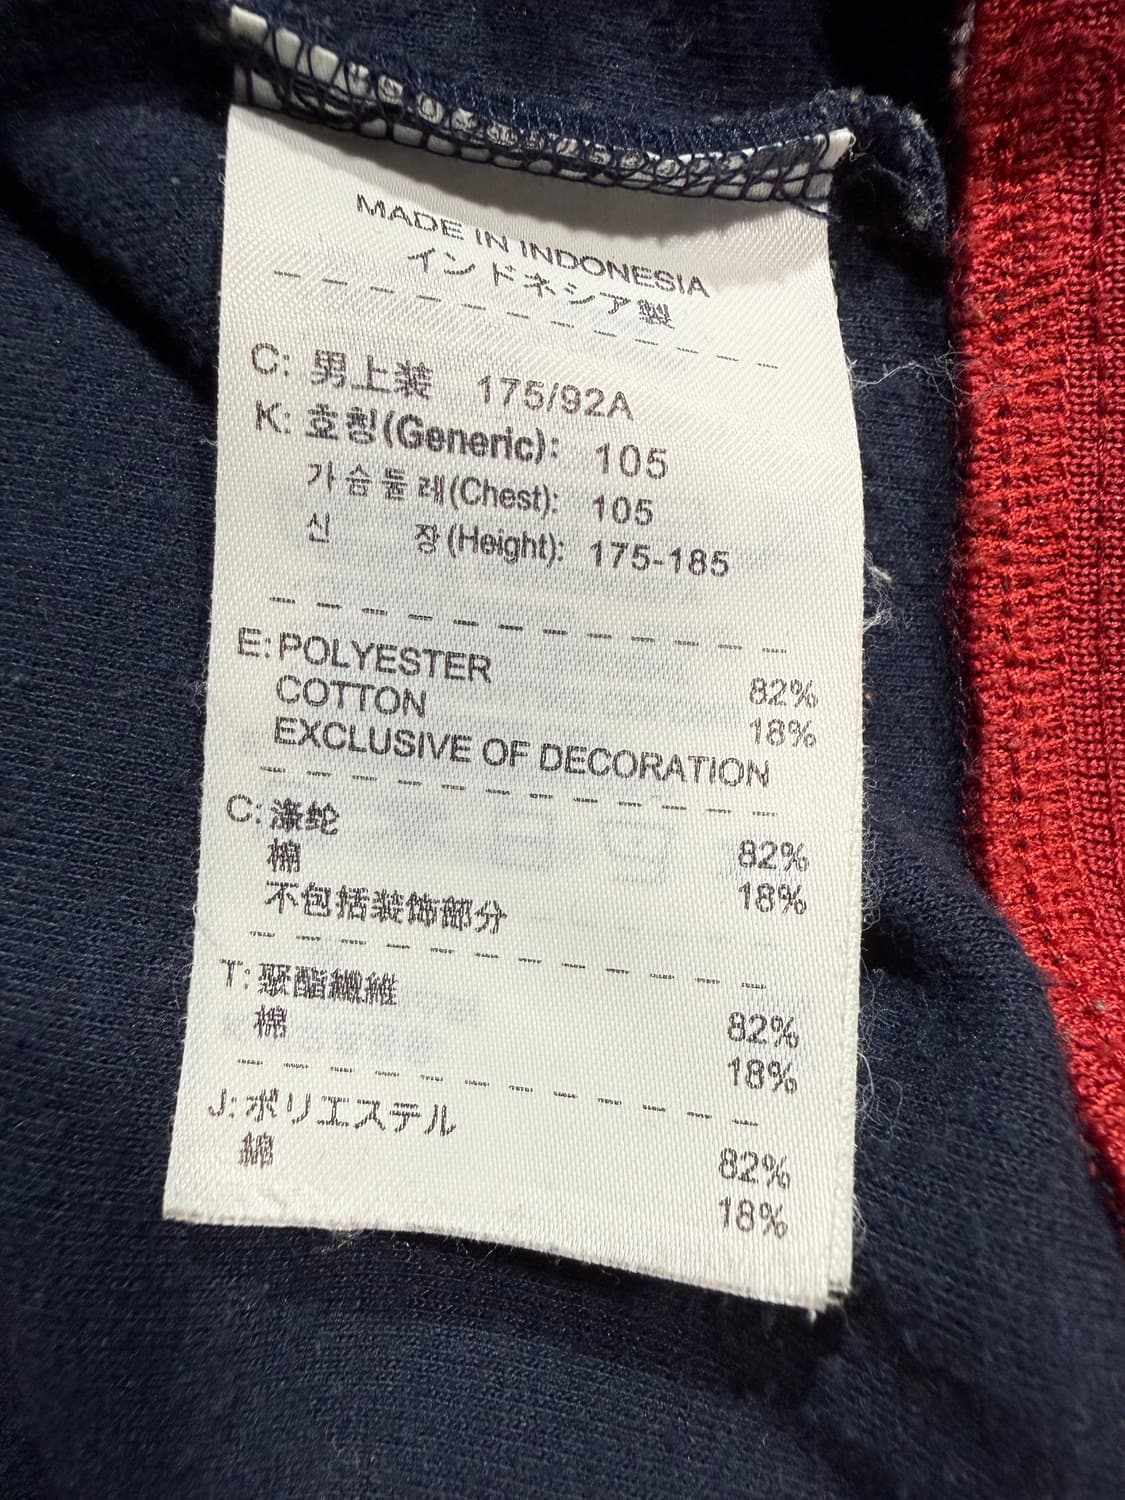 MADE IN INDONESIA
インドネシア製
C: 男上装 175/92A
K: 호칭(Generic): 105
가슴둘레(Chest): 105
신 장(Height): 175-185
E: POLYESTER 82%
COTTON 18%
EXCLUSIVE OF DECORATION
C: 涤纶 82%
棉 18%
不包括装饰部分
T: 聚酯纖維 82%
棉 18%
J: ポリエステル 82%
綿 18%